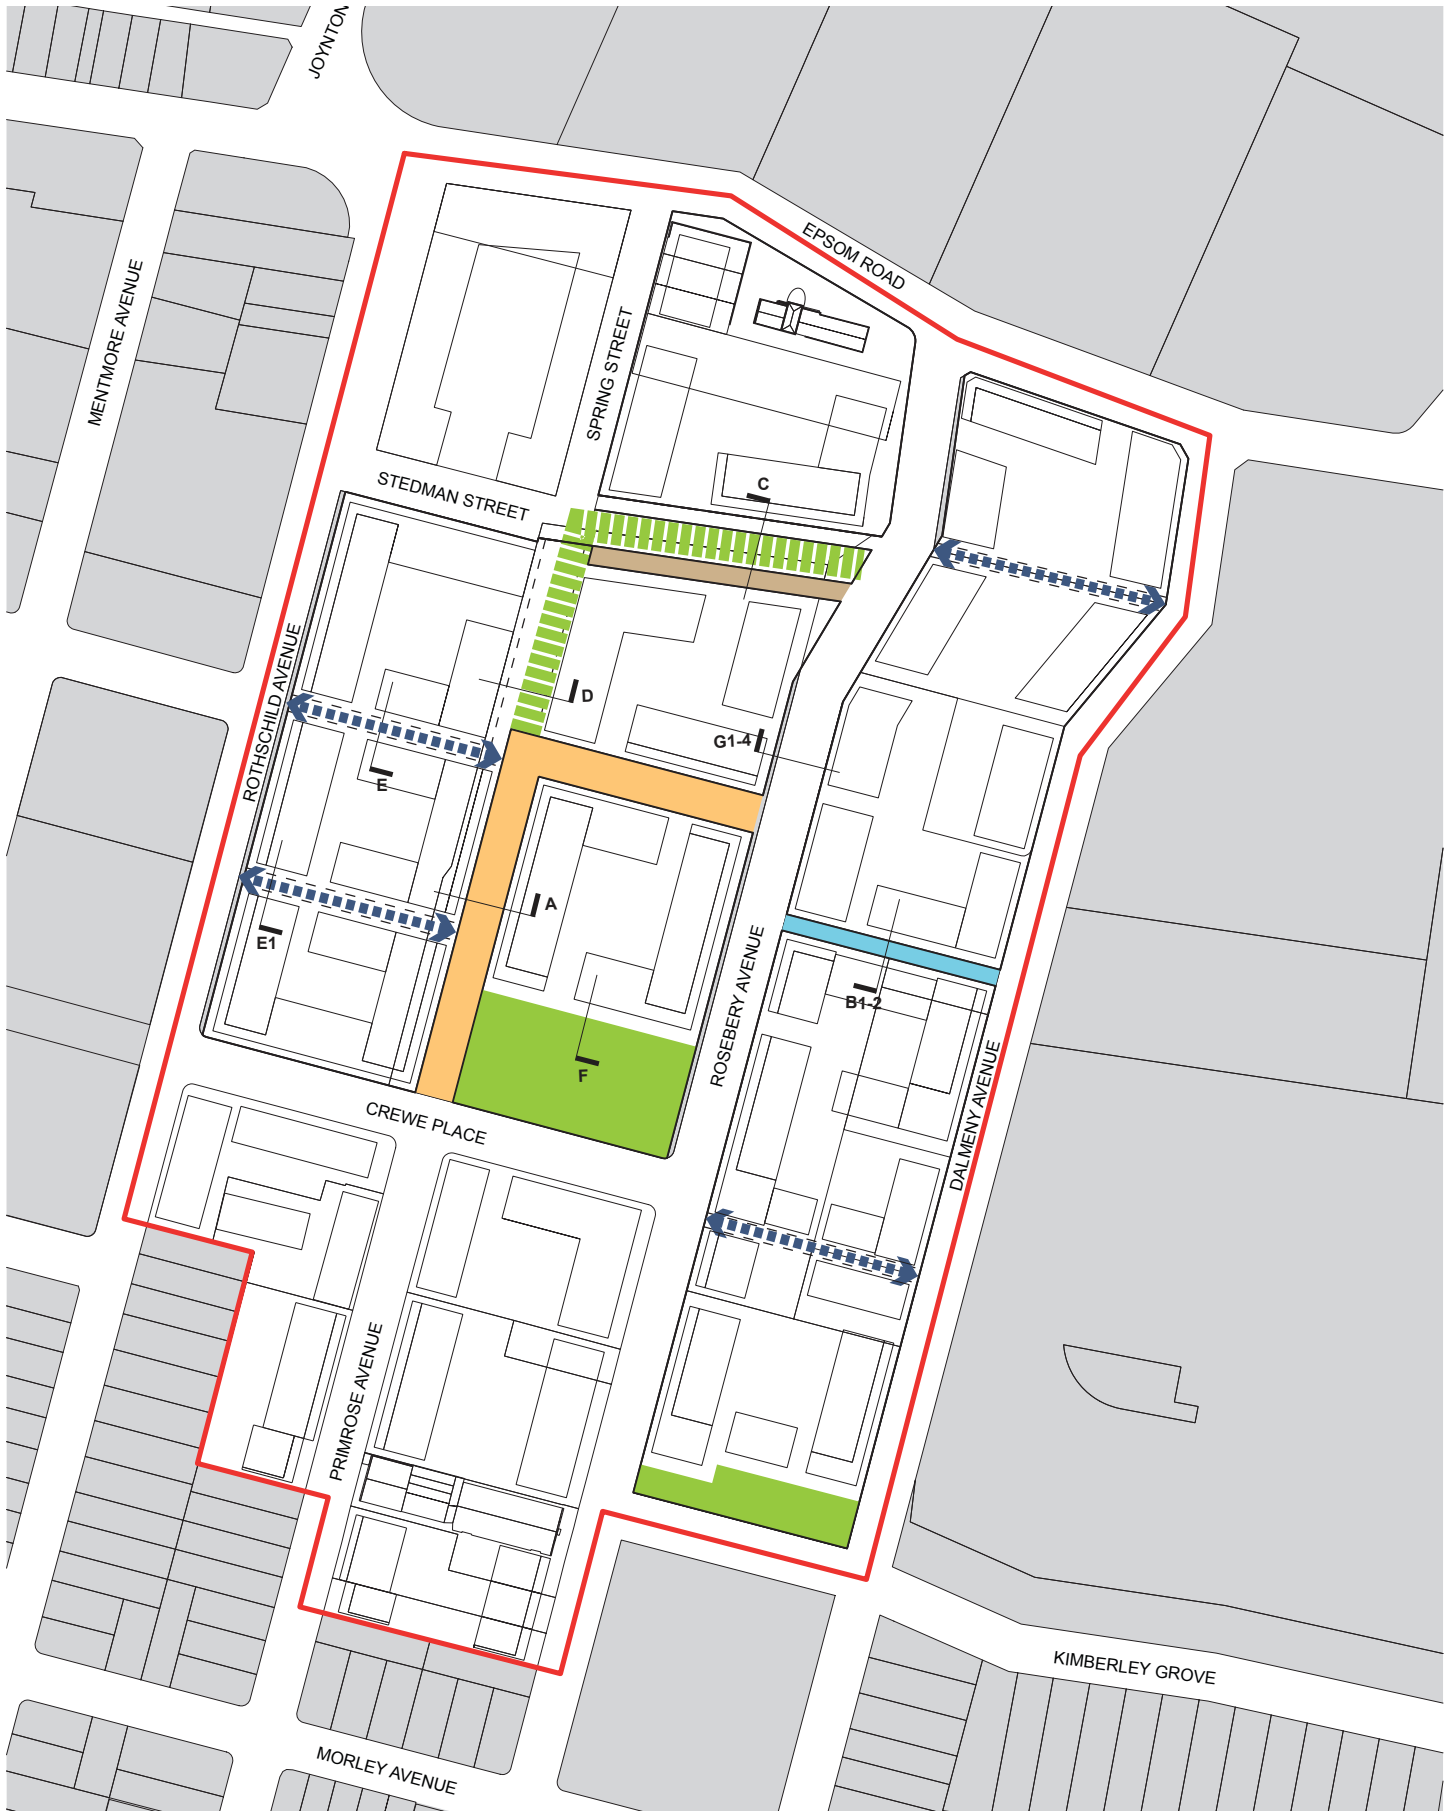 JOYNTON
EPSOM ROAD
MENTMORE AVENUE
SPRING STREET
STEDMAN STREET
C
ROTHSCHILD AVENUE
D
G1-4
E
A
E1
ROSEBERY AVENUE
B1-2
F
CREWE PLACE
DALMENY AVENUE
PRIMROSE AVENUE
KIMBERLEY GROVE
MORLEY AVENUE